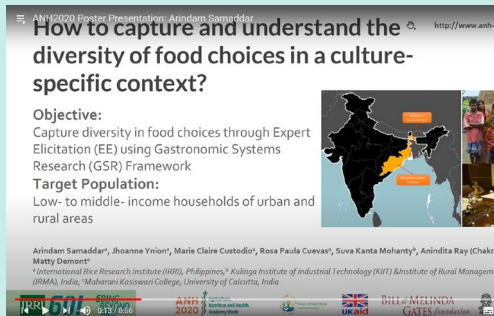 ANH2020 Poster Presentation: Arindam Samaddar
How to capture and understand the
http://www.anh-
diversity of food choices in a culture-
specific context?
Objective:
Capture diversity in food choices through Expert
Elicitation (EE) using Gastronomic Systems
Research (GSR) Framework
Target Population:
Low- to middle- income households of urban and
rural areas
Arindam Samaddarᵃ, Jhoanne Ynionᵃ, Marie Claire Custodioᵃ, Rosa Paula Cuevasᵃ, Suva Kanta Mohantyᵇ, Anindita Ray (Chakr
Matty Demontᵃ
ᵃ International Rice Research Institute (IRRI), Philippines,ᵇ Kalinga Institute of Industrial Technology (KIIT) &Institute of Rural Managem
(IRMA), India, ᶜMaharani Kasiswari College, University of Calcutta, India
IRRI
ANH
2020
Nutrition and Health
Academy Week
UKaid
BILL & MELINDA
GATES foundation
0:13 / 0:56